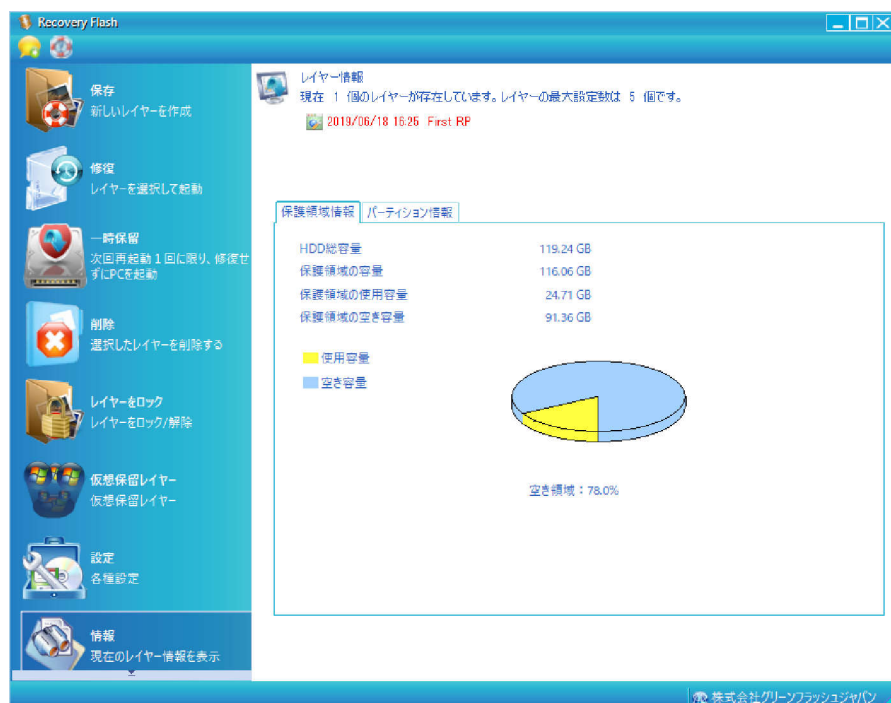 Recovery Flash
保存
新しいレイヤーを作成
修復
レイヤーを選択して起動
一時保留
次回再起動1回に限り、修復せ
ずにPCを起動
削除
選択したレイヤーを削除する
レイヤーをロック
レイヤーをロック/解除
仮想保留レイヤー
仮想保留レイヤー
設定
各種設定
情報
現在のレイヤー情報を表示
レイヤー情報
現在 1 個のレイヤーが存在しています。レイヤーの最大設定数は 5 個です。
2019/06/18 16:26 First RP
保護領域情報 パーティション情報
HDD総容量 119.24 GB
保護領域の容量 116.06 GB
保護領域の使用容量 24.71 GB
保護領域の空き容量 91.36 GB
使用容量
空き容量
空き領域：78.0%
株式会社グリーンフラッシュジャパン